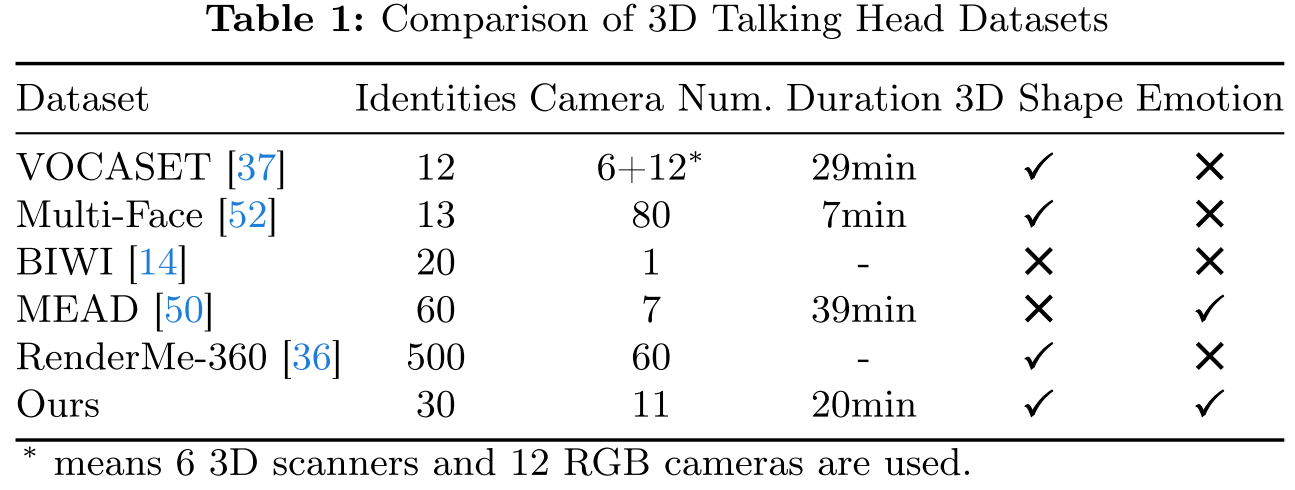 Table 1: Comparison of 3D Talking Head Datasets
Dataset Identities Camera Num. Duration 3D Shape Emotion
VOCASET [37] 12 6+12* 29min ✓ ✕
Multi-Face [52] 13 80 7min ✓ ✕
BIWI [14] 20 1 - ✕ ✕
MEAD [50] 60 7 39min ✕ ✓
RenderMe-360 [36] 500 60 - ✓ ✕
Ours 30 11 20min ✓ ✓
* means 6 3D scanners and 12 RGB cameras are used.